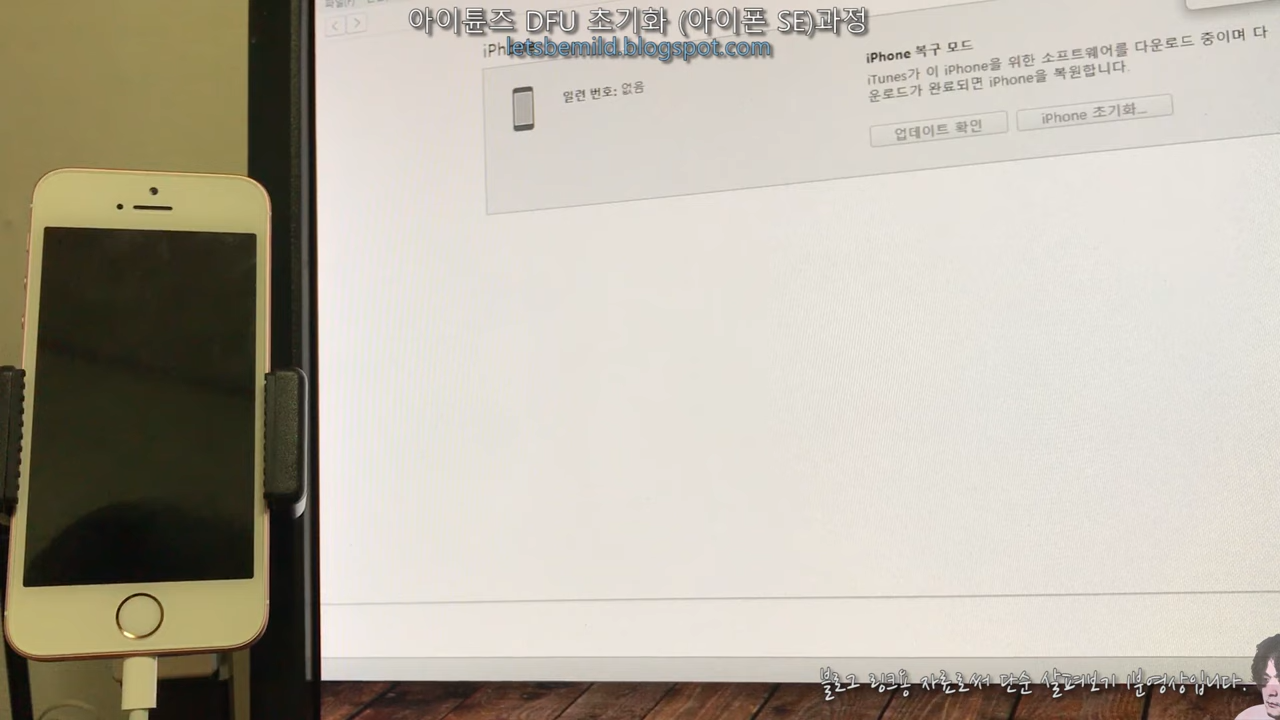 아이튠즈 DFU 초기화 (아이폰 SE)과정
letsbemild.blogspot.com
일련 번호: 없음
iPhone 복구 모드
iTunes가 이 iPhone을 위한 소프트웨어를 다운로드 중이며 다
운로드가 완료되면 iPhone을 복원합니다.
업데이트 확인
iPhone 초기화...
블로그 링크용 자료로써 단순 살펴보기 1분영상입니다.